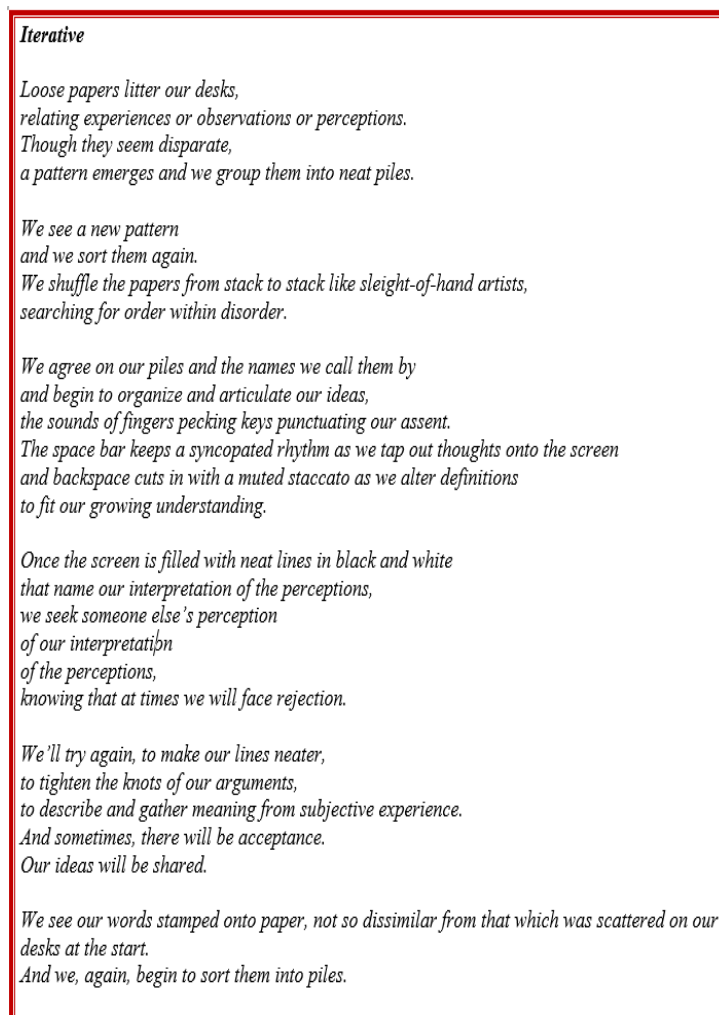 Iterative
Loose papers litter our desks,
relating experiences or observations or perceptions.
Though they seem disparate,
a pattern emerges and we group them into neat piles.
We see a new pattern
and we sort them again.
We shuffle the papers from stack to stack like sleight-of-hand artists,
searching for order within disorder.
We agree on our piles and the names we call them by
and begin to organize and articulate our ideas,
the sounds of fingers pecking keys punctuating our assent.
The space bar keeps a syncopated rhythm as we tap out thoughts onto the screen
and backspace cuts in with a muted staccato as we alter definitions
to fit our growing understanding.
Once the screen is filled with neat lines in black and white
that name our interpretation of the perceptions,
we seek someone else’s perception
of our interpretation
of the perceptions,
knowing that at times we will face rejection.
We’ll try again, to make our lines neater,
to tighten the knots of our arguments,
to describe and gather meaning from subjective experience.
And sometimes, there will be acceptance.
Our ideas will be shared.
We see our words stamped onto paper, not so dissimilar from that which was scattered on our
desks at the start.
And we, again, begin to sort them into piles.